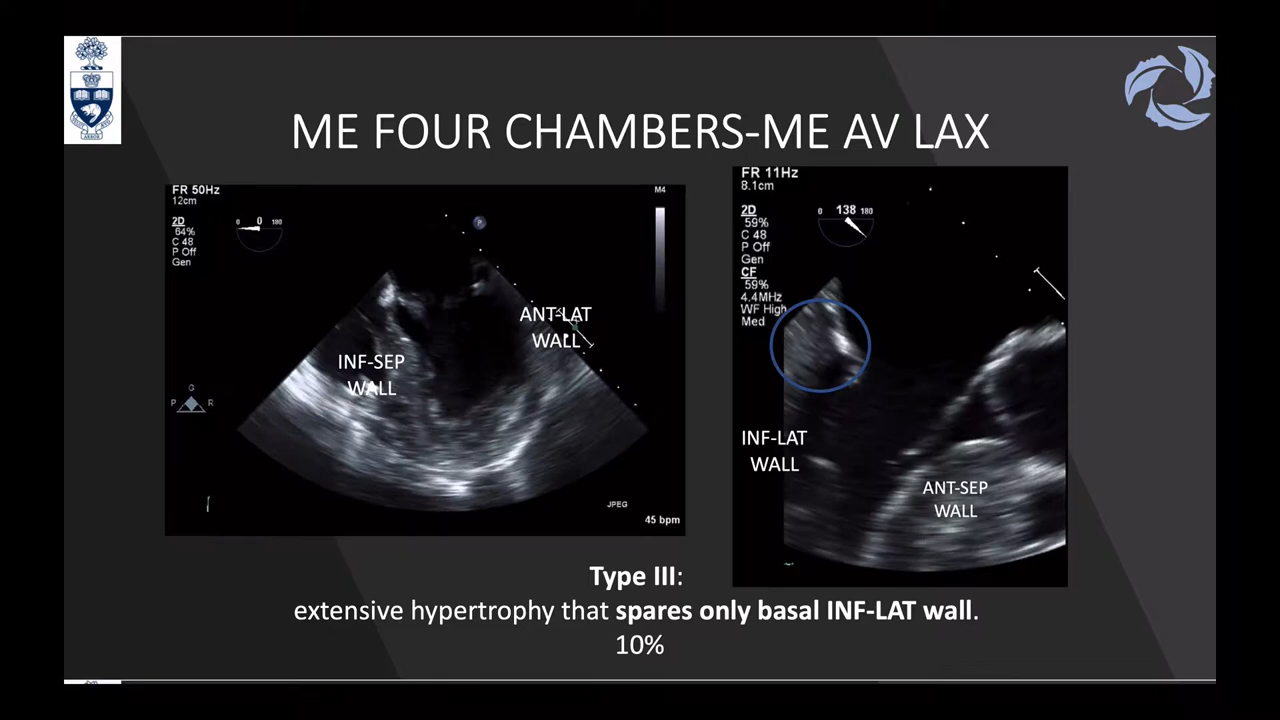 ME FOUR CHAMBERS-ME AV LAX
FR 50Hz
12cm
2D
64%
C 48
P Off
Gen
0 0 180
P
M4
ANT-LAT
WALL
INF-SEP
WALL
G
P R
JPEG
45 bpm
FR 11Hz
8.1cm
2D
59%
C 48
P Off
Gen
CF
59%
4.4MHz
WF High
Med
0 138 180
INF-LAT
WALL
ANT-SEP
WALL
Type III:
extensive hypertrophy that spares only basal INF-LAT wall.
10%